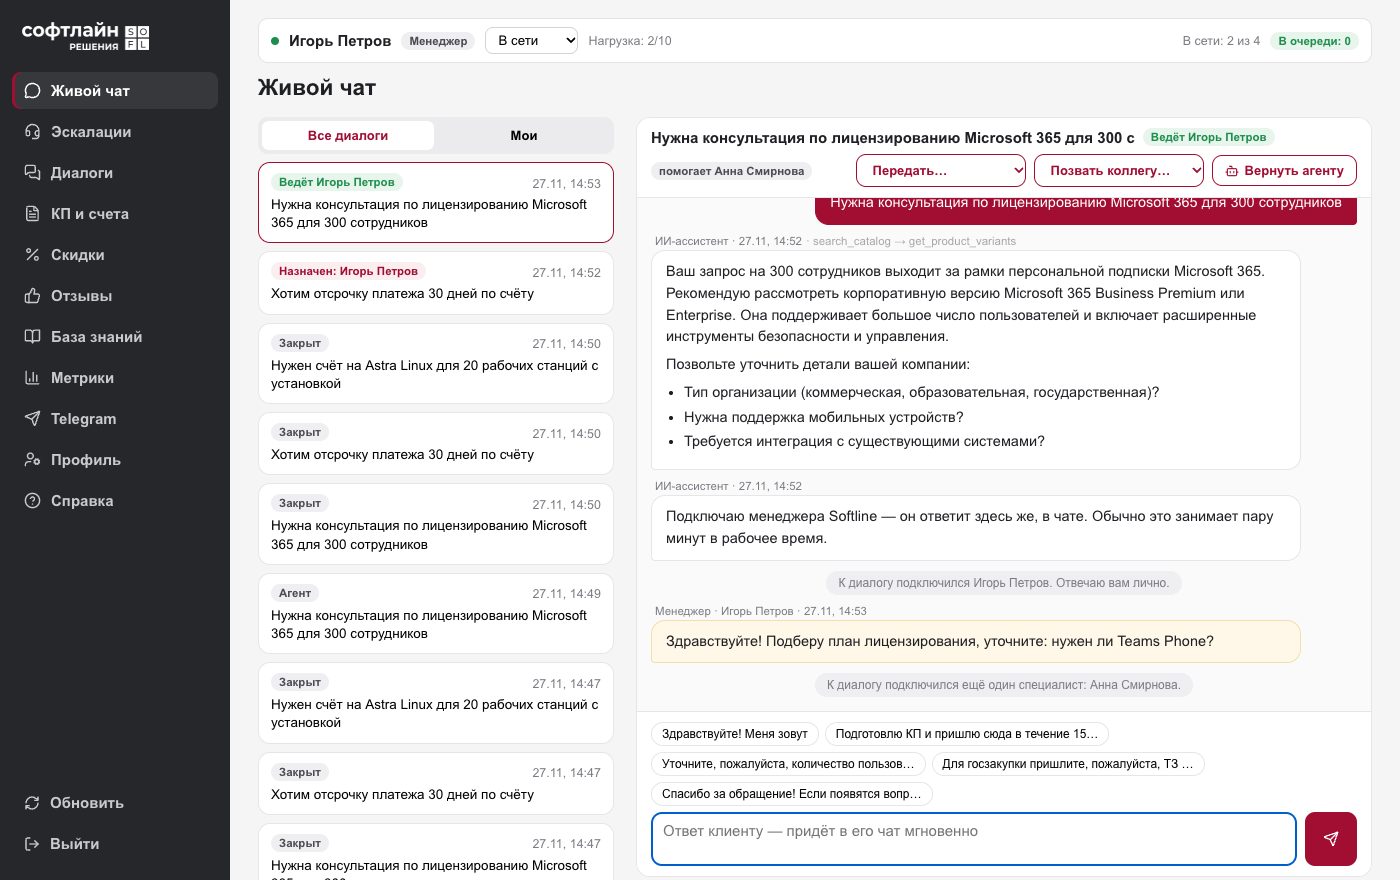 софтлайн
РЕШЕНИЯ
SO
FL
Живой чат
Эскалации
Диалоги
КП и счета
Скидки
Отзывы
База знаний
Метрики
Telegram
Профиль
Справка
Обновить
Выйти
Игорь Петров Менеджер В сети Нагрузка: 2/10 В сети: 2 из 4 В очереди: 0
Живой чат
Все диалоги Мои
Ведёт Игорь Петров 27.11, 14:53
Нужна консультация по лицензированию Microsoft
365 для 300 сотрудников
Назначен: Игорь Петров 27.11, 14:52
Хотим отсрочку платежа 30 дней по счёту
Закрыт 27.11, 14:50
Нужен счёт на Astra Linux для 20 рабочих станций с
установкой
Закрыт 27.11, 14:50
Хотим отсрочку платежа 30 дней по счёту
Закрыт 27.11, 14:50
Нужна консультация по лицензированию Microsoft
365 для 300 сотрудников
Агент 27.11, 14:49
Нужна консультация по лицензированию Microsoft
365 для 300 сотрудников
Закрыт 27.11, 14:47
Нужен счёт на Astra Linux для 20 рабочих станций с
установкой
Закрыт 27.11, 14:47
Хотим отсрочку платежа 30 дней по счёту
Закрыт 27.11, 14:47
Нужна консультация по лицензированию Microsoft
Нужна консультация по лицензированию Microsoft 365 для 300 с Ведёт Игорь Петров
помогает Анна Смирнова Передать... Позвать коллегу... Вернуть агенту
Нужна консультация по лицензированию Microsoft 365 для 300 сотрудников
ИИ-ассистент · 27.11, 14:52 · search_catalog → get_product_variants
Ваш запрос на 300 сотрудников выходит за рамки персональной подписки Microsoft 365.
Рекомендую рассмотреть корпоративную версию Microsoft 365 Business Premium или
Enterprise. Она поддерживает большое число пользователей и включает расширенные
инструменты безопасности и управления.
Позвольте уточнить детали вашей компании:
• Тип организации (коммерческая, образовательная, государственная)?
• Нужна поддержка мобильных устройств?
• Требуется интеграция с существующими системами?
ИИ-ассистент · 27.11, 14:52
Подключаю менеджера Softline — он ответит здесь же, в чате. Обычно это занимает пару
минут в рабочее время.
К диалогу подключился Игорь Петров. Отвечаю вам лично.
Менеджер · Игорь Петров · 27.11, 14:53
Здравствуйте! Подберу план лицензирования, уточните: нужен ли Teams Phone?
К диалогу подключился ещё один специалист: Анна Смирнова.
Здравствуйте! Меня зовут Подготовлю КП и пришлю сюда в течение 15...
Уточните, пожалуйста, количество пользов... Для госзакупки пришлите, пожалуйста, ТЗ ...
Спасибо за обращение! Если появятся вопр...
Ответ клиенту — придёт в его чат мгновенно